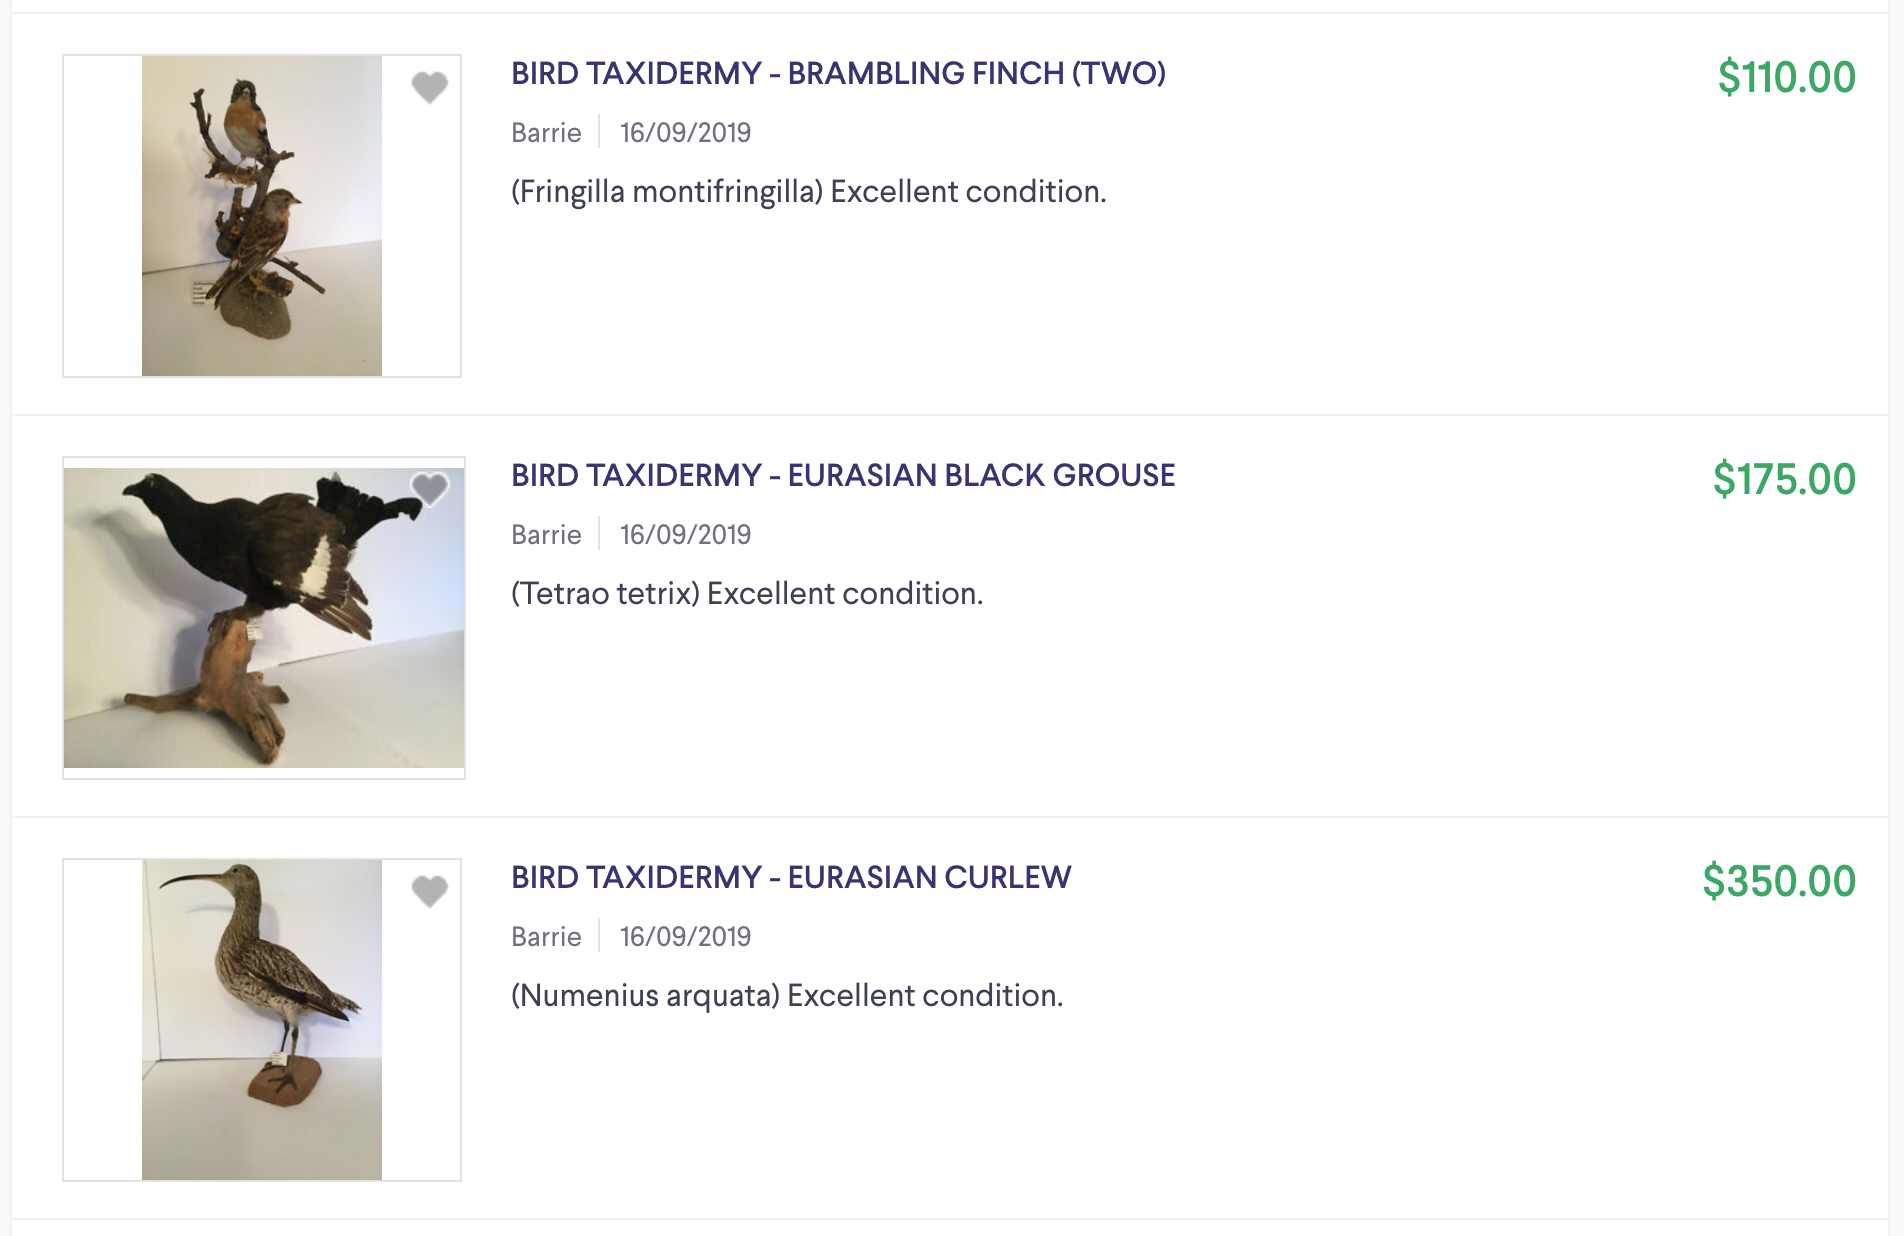 BIRD TAXIDERMY - BRAMBLING FINCH (TWO)
$110.00
Barrie
16/09/2019
(Fringilla montifringilla) Excellent condition.
BIRD TAXIDERMY - EURASIAN BLACK GROUSE
$175.00
Barrie
16/09/2019
(Tetrao tetrix) Excellent condition.
BIRD TAXIDERMY - EURASIAN CURLEW
$350.00
Barrie
16/09/2019
(Numenius arquata) Excellent condition.